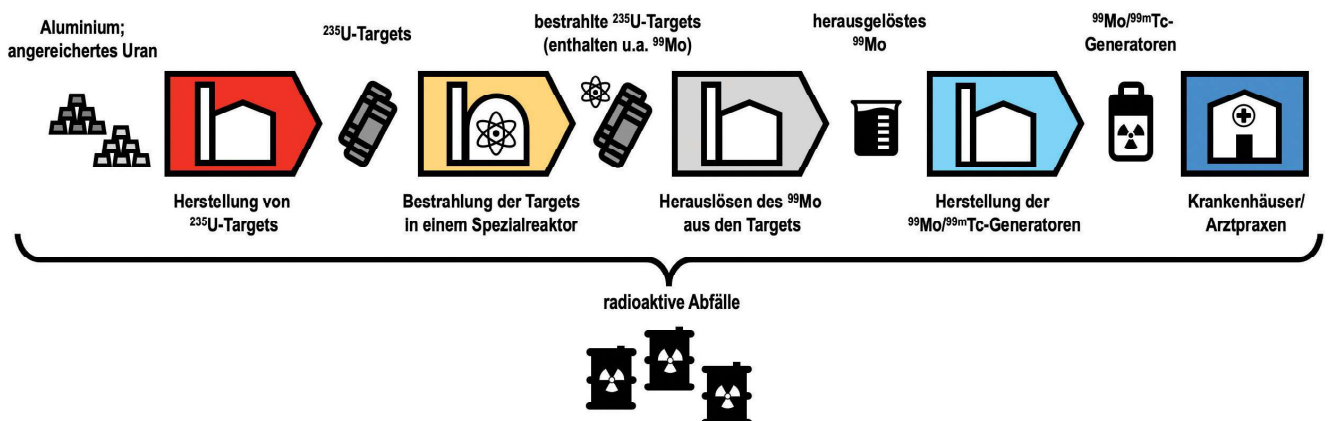 Aluminium;
angereichertes Uran
²³⁵U-Targets
bestrahlte ²³⁵U-Targets
(enthalten u.a. ⁹⁹Mo)
herausgelöstes
⁹⁹Mo
⁹⁹Mo/⁹⁹ᵐTc-
Generatoren
Herstellung von
²³⁵U-Targets
Bestrahlung der Targets
in einem Spezialreaktor
Herauslösen des ⁹⁹Mo
aus den Targets
Herstellung der
⁹⁹Mo/⁹⁹ᵐTc-Generatoren
Krankenhäuser/
Arztpraxen
radioaktive Abfälle